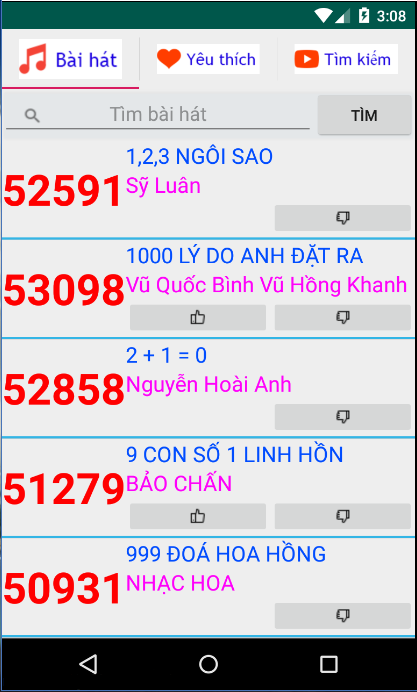 3:08
Bài hát
Yêu thích
Tìm kiếm
Tìm bài hát
TÌM
1,2,3 NGÔI SAO
52591
Sỹ Luân
1000 LÝ DO ANH ĐẶT RA
53098
Vũ Quốc Bình Vũ Hồng Khanh
2 + 1 = 0
52858
Nguyễn Hoài Anh
9 CON SỐ 1 LINH HỒN
51279
BẢO CHẤN
999 ĐOÁ HOA HỒNG
50931
NHẠC HOA